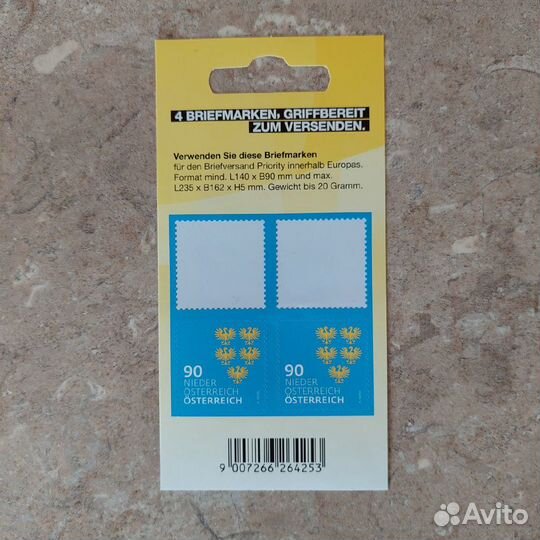 4 BRIEFMARKEN, GRIFFBEREIT
ZUM VERSENDEN.
Verwenden Sie diese Briefmarken
für den Briefversand Priority innerhalb Europas.
Format mind. L140 x B90 mm und max.
L235 x B162 x H5 mm. Gewicht bis 20 Gramm.
90
NIEDER
ÖSTERREICH
ÖSTERREICH
90
NIEDER
ÖSTERREICH
ÖSTERREICH
9 007266 264253
Avito